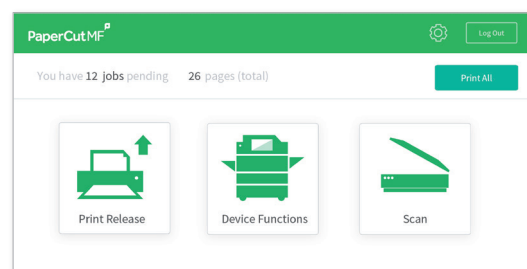 PaperCutMF
Log Out
You have 12 jobs pending 26 pages (total)
Print All
Print Release
Device Functions
Scan